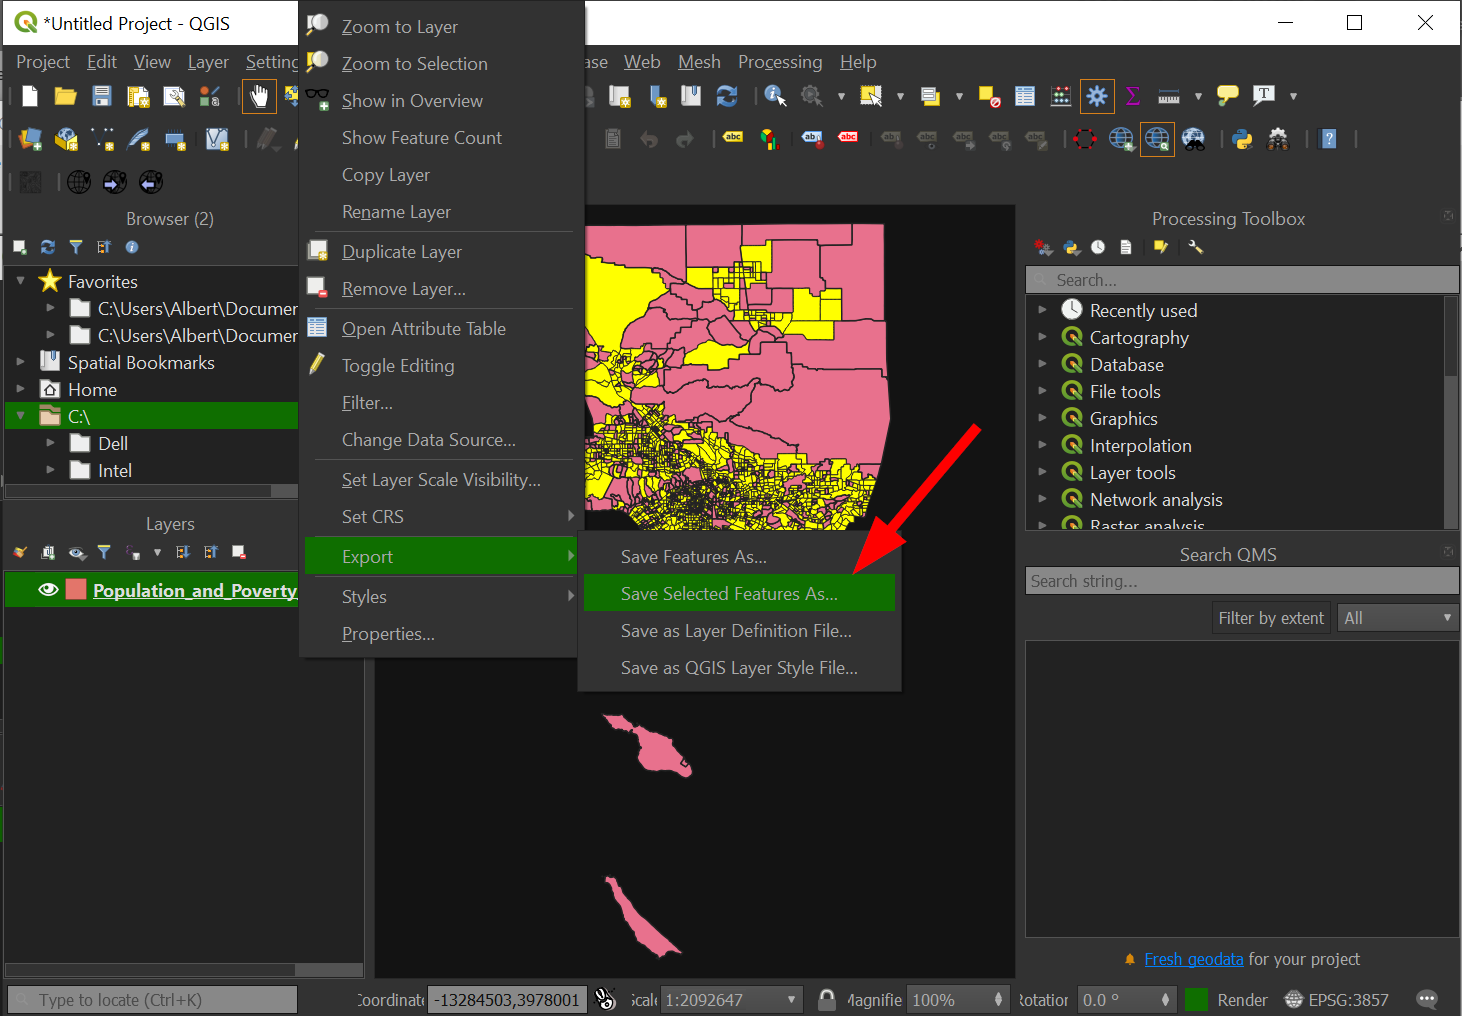 *Untitled Project - QGIS
Project Edit View Layer Setting ase Web Mesh Processing Help
Zoom to Layer
Zoom to Selection
Show in Overview
Show Feature Count
Copy Layer
Rename Layer
Duplicate Layer
Remove Layer...
Open Attribute Table
Toggle Editing
Filter...
Change Data Source...
Set Layer Scale Visibility...
Set CRS
Export
Styles
Properties...
Save Features As...
Save Selected Features As...
Save as Layer Definition File...
Save as QGIS Layer Style File...
T
abc abc abc
Browser (2)
Favorites
C:\Users\Albert\Documer
C:\Users\Albert\Documer
Spatial Bookmarks
Home
C:\
Dell
Intel
Layers
Population_and_Poverty
Processing Toolbox
Search...
Recently used
Cartography
Database
File tools
Graphics
Interpolation
Layer tools
Network analysis
Raster analysis
Search QMS
Search string...
Filter by extent All
Fresh geodata for your project
Type to locate (Ctrl+K) Coordinate -13284503,3978001 Scale 1:2092647 Magnifie 100% Rotation 0.0 ° Render EPSG:3857